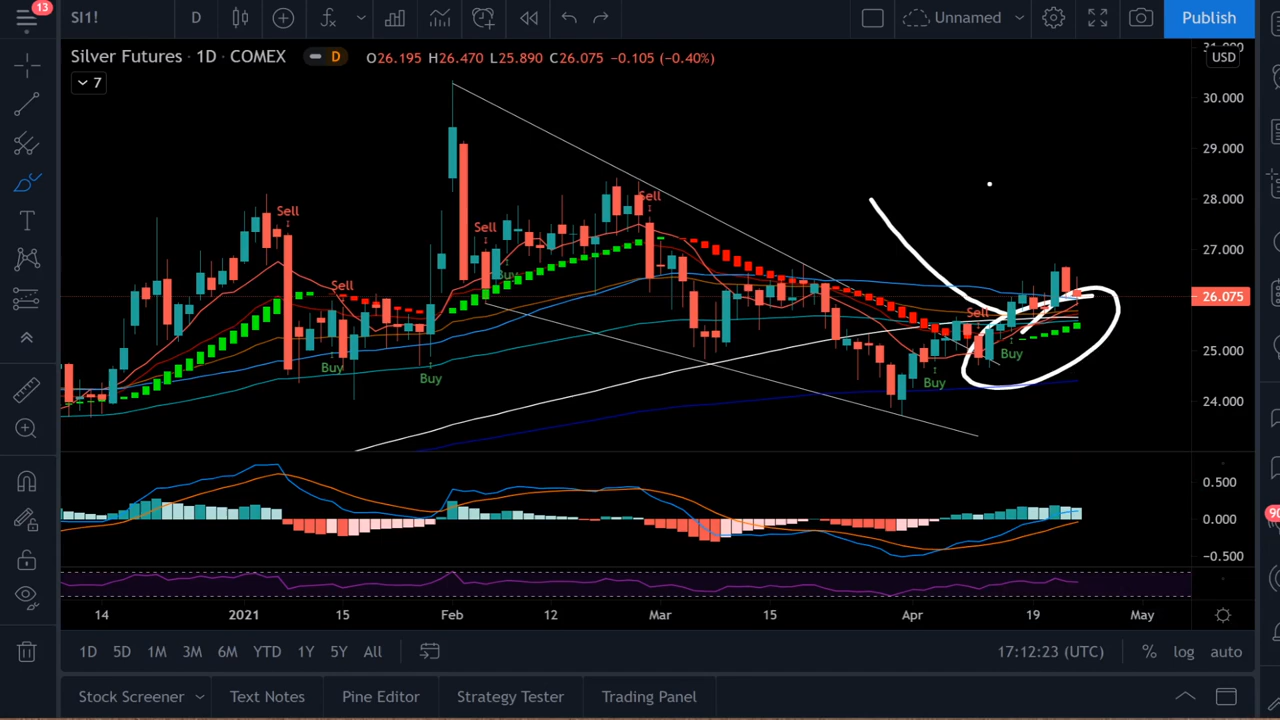 13
SI1!
D
Unnamed
Publish
Silver Futures · 1D · COMEX
D
O26.195 H26.470 L25.890 C26.075 −0.105 (−0.40%)
7
USD
31.000
30.000
29.000
28.000
27.000
26.075
25.000
24.000
Sell
Sell
Sell
Sell
Sell
Buy
Buy
Buy
Buy
Buy
0.500
0.000
−0.500
90
14
2021
15
Feb
12
Mar
15
Apr
19
May
1D 5D 1M 3M 6M YTD 1Y 5Y All
17:12:23 (UTC)
% log auto
Stock Screener
Text Notes
Pine Editor
Strategy Tester
Trading Panel